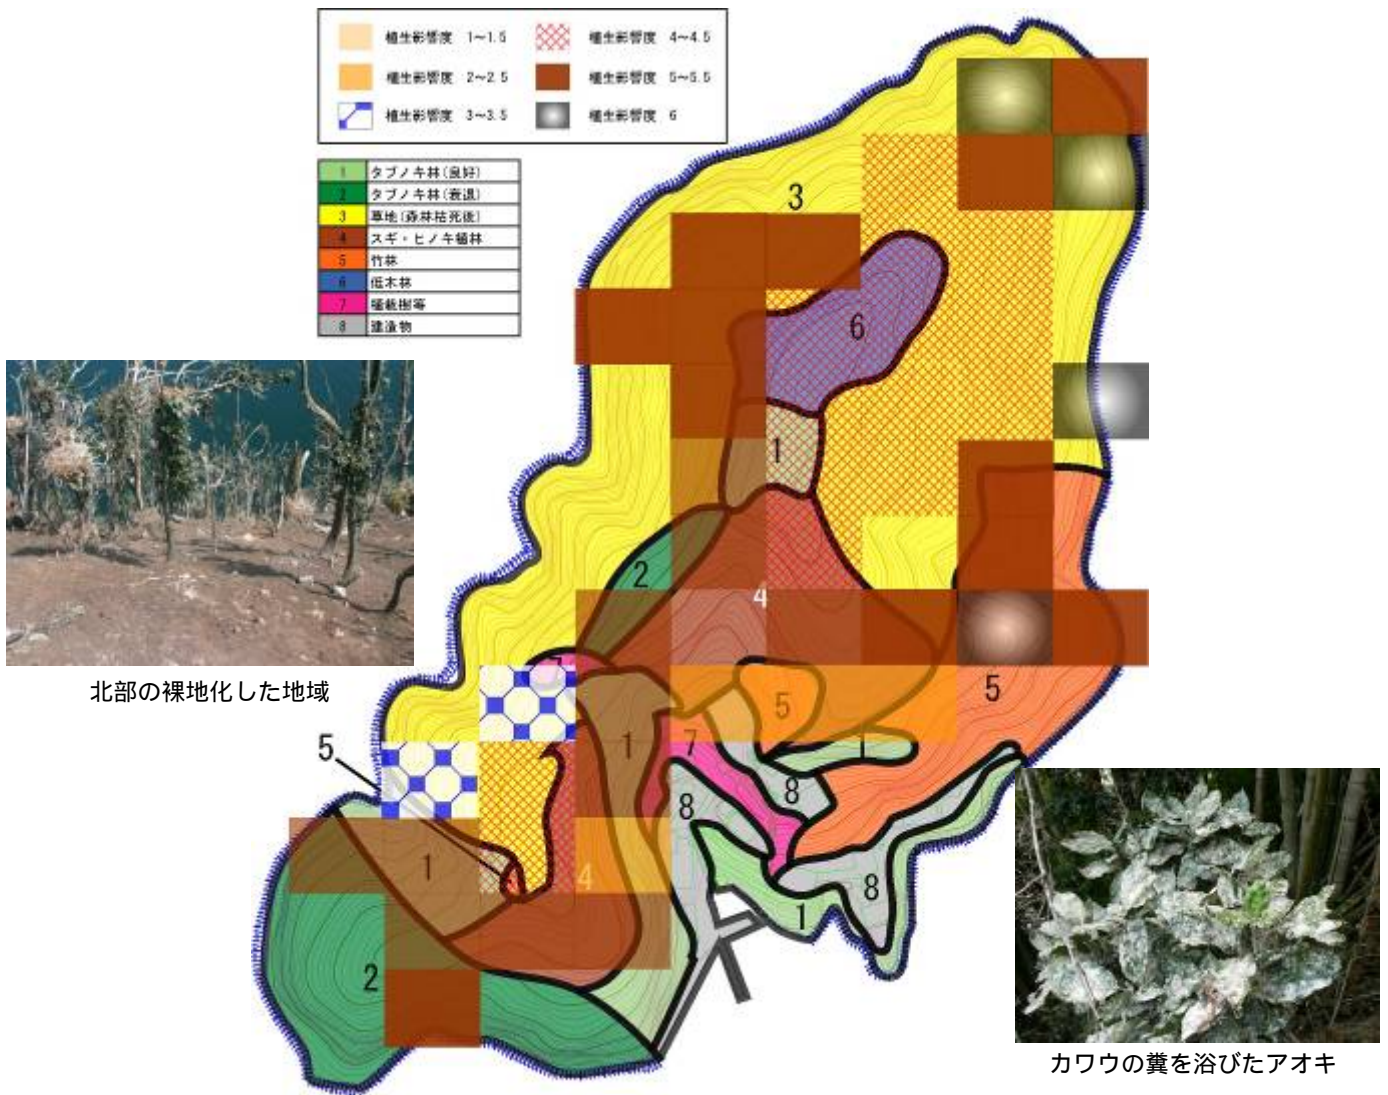 植生影響度 1~1.5
植生影響度 4~4.5
植生影響度 2~2.5
植生影響度 5~5.5
植生影響度 3~3.5
植生影響度 6
1 タブノキ林(良好)
2 タブノキ林(衰退)
3 草地(森林枯死後)
4 スギ・ヒノキ植林
5 竹林
6 低木林
7 植栽樹等
8 建造物
3
6
1
2
4
北部の裸地化した地域
7
5
5
5
1
7
1
8
8
1
4
8
1
2
カワウの糞を浴びたアオキ